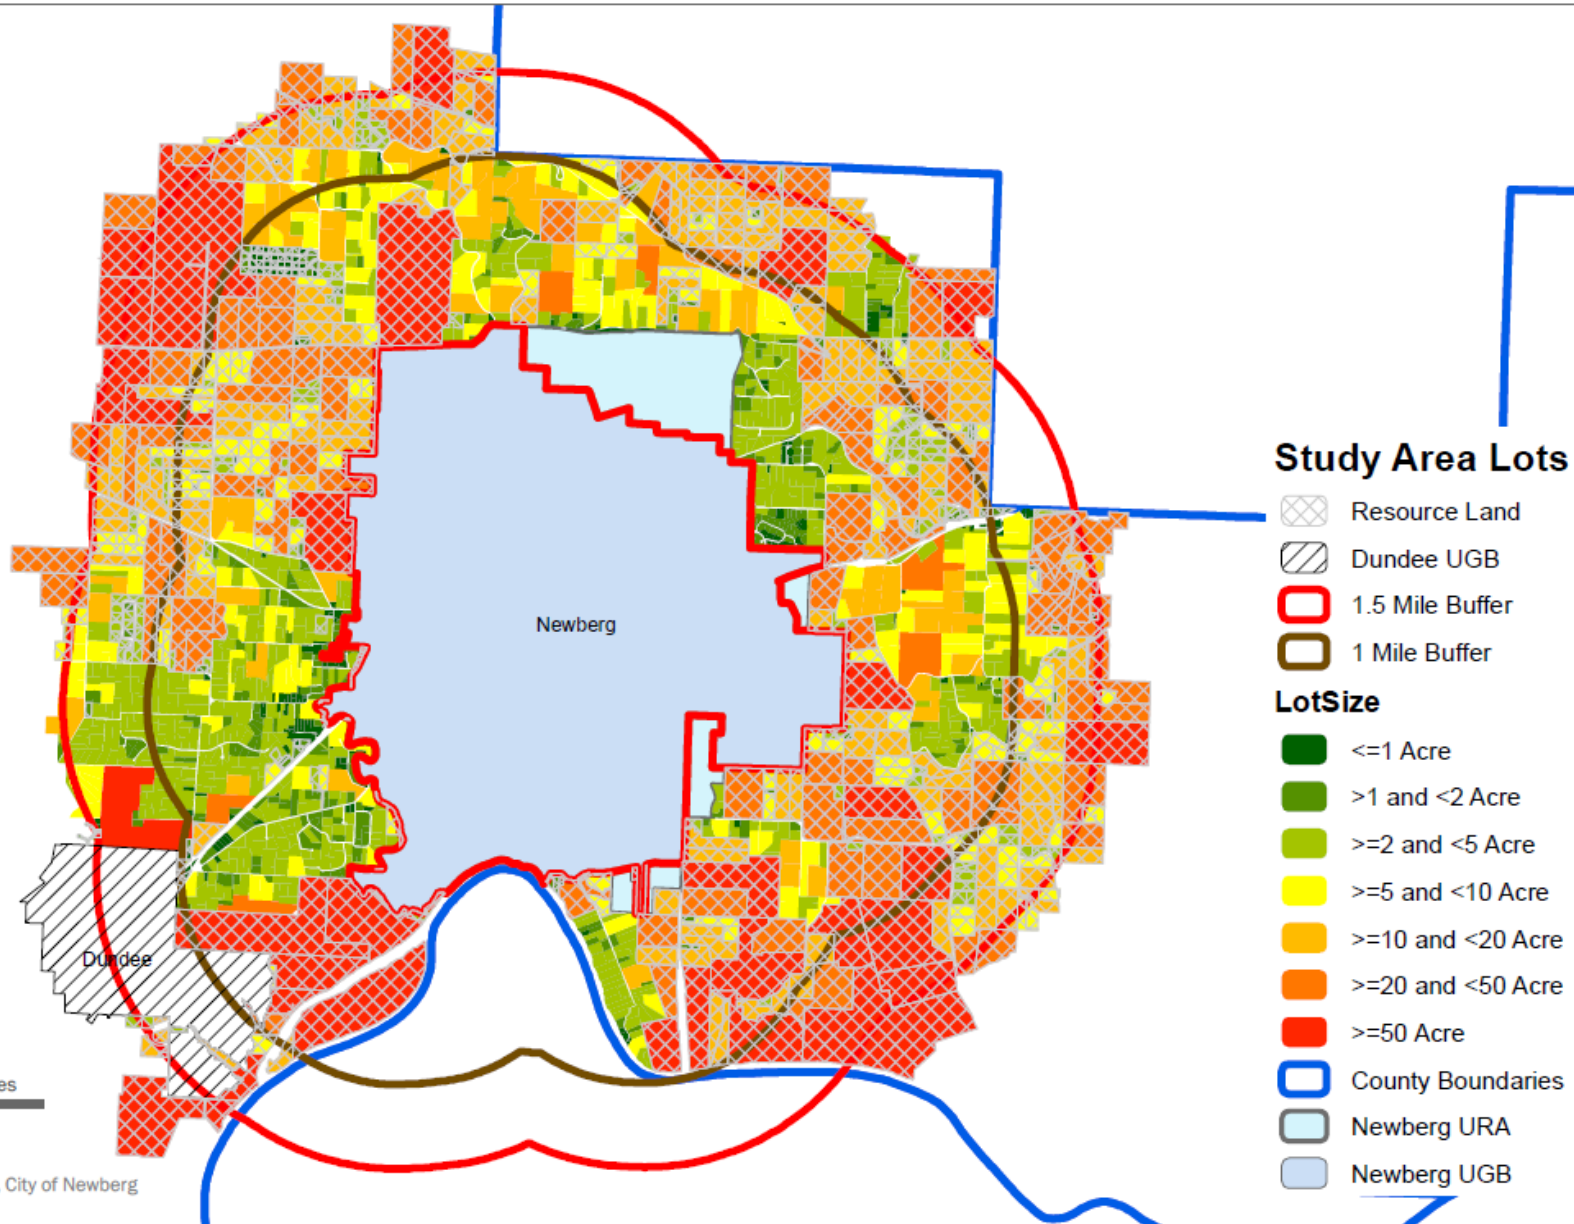 Study Area Lots
Resource Land
Dundee UGB
1.5 Mile Buffer
1 Mile Buffer
LotSize
<=1 Acre
>1 and <2 Acre
>=2 and <5 Acre
>=5 and <10 Acre
>=10 and <20 Acre
>=20 and <50 Acre
>=50 Acre
County Boundaries
Newberg URA
Newberg UGB
Newberg
Dundee
es
City of Newberg